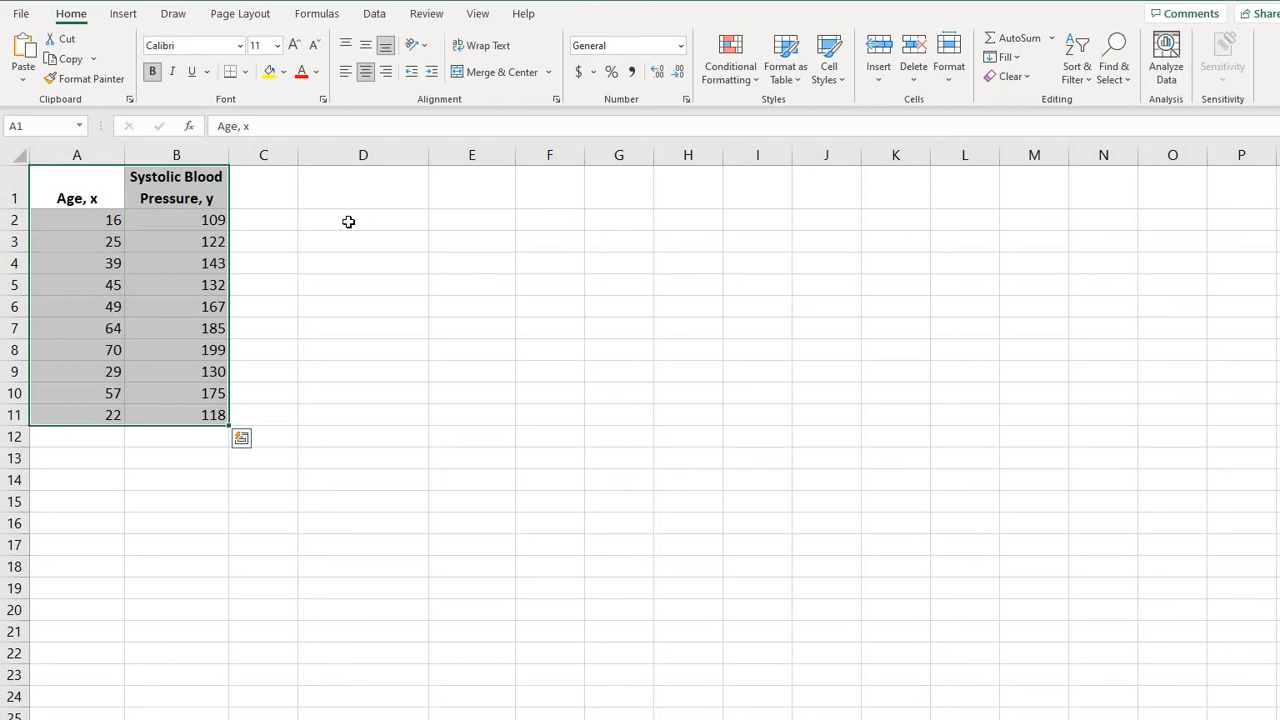 File Home Insert Draw Page Layout Formulas Data Review View Help Comments Share
Paste Cut Copy Format Painter Clipboard
Calibri 11 B I U A Font
Wrap Text Merge & Center Alignment
General $ % 9 Number
Conditional Formatting Format as Table Cell Styles Styles
Insert Delete Format Cells
AutoSum Fill Clear Sort & Filter Find & Select Editing
Analyze Data Analysis
Sensitivity Sensitivity
A1 fx Age, x
A B C D E F G H I J K L M N O P
1 Age, x Systolic Blood Pressure, y
2 16 109
3 25 122
4 39 143
5 45 132
6 49 167
7 64 185
8 70 199
9 29 130
10 57 175
11 22 118
12
13
14
15
16
17
18
19
20
21
22
23
24
25